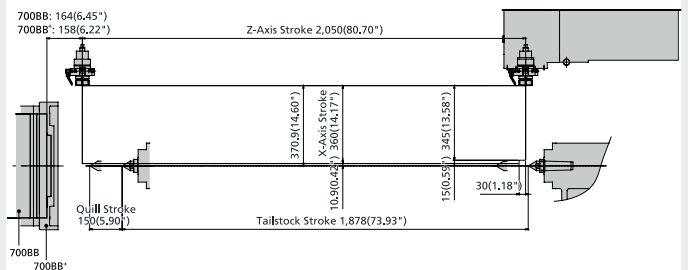 700BB: 164(6.45")
700BB⁺: 158(6.22")
Z-Axis Stroke 2,050(80.70")
370.9(14.60")
X-Axis Stroke
360(14.17")
345(13.58")
10.9(0.42")
15(0.59")
30(1.18")
Quill Stroke
150(5.90")
Tailstock Stroke 1,878(73.93")
700BB
700BB⁺